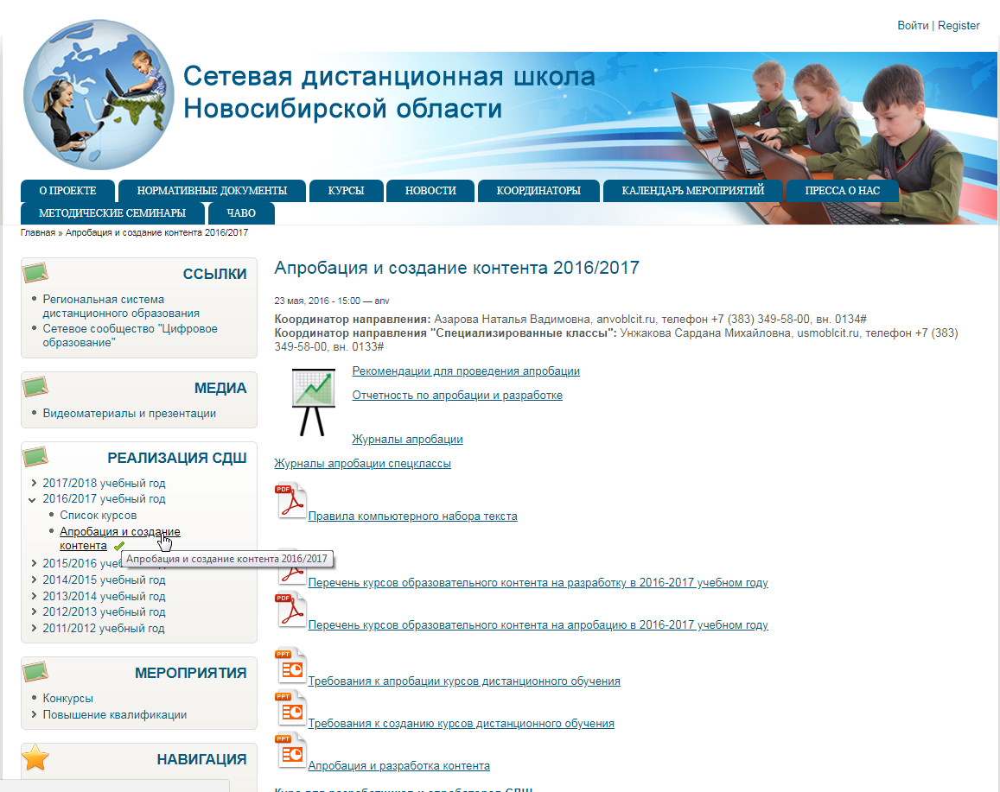 Войти | Register
Сетевая дистанционная школа
Новосибирской области
О ПРОЕКТЕ
НОРМАТИВНЫЕ ДОКУМЕНТЫ
КУРСЫ
НОВОСТИ
КООРДИНАТОРЫ
КАЛЕНДАРЬ МЕРОПРИЯТИЙ
ПРЕССА О НАС
МЕТОДИЧЕСКИЕ СЕМИНАРЫ
ЧАВО
Главная » Апробация и создание контента 2016/2017
ССЫЛКИ
Региональная система
дистанционного образования
Сетевое сообщество "Цифровое
образование"
МЕДИА
Видеоматериалы и презентации
РЕАЛИЗАЦИЯ СДШ
2017/2018 учебный год
2016/2017 учебный год
Список курсов
Апробация и создание
контента
Апробация и создание контента 2016/2017
2015/2016
2014/2015 учебный год
2013/2014 учебный год
2012/2013 учебный год
2011/2012 учебный год
МЕРОПРИЯТИЯ
Конкурсы
Повышение квалификации
НАВИГАЦИЯ
Апробация и создание контента 2016/2017
23 мая, 2016 - 15:00 — anv
Координатор направления: Азарова Наталья Вадимовна, anvoblcit.ru, телефон +7 (383) 349-58-00, вн. 0134#
Координатор направления "Специализированные классы": Унжакова Сардана Михайловна, usmoblcit.ru, телефон +7 (383)
349-58-00, вн. 0133#
Рекомендации для проведения апробации
Отчетность по апробации и разработке
Журналы апробации
Журналы апробации спецклассы
PDF
Правила компьютерного набора текста
Перечень курсов образовательного контента на разработку в 2016-2017 учебном году
PDF
Перечень курсов образовательного контента на апробацию в 2016-2017 учебном году
PPT
Требования к апробации курсов дистанционного обучения
PPT
Требования к созданию курсов дистанционного обучения
PPT
Апробация и разработка контента